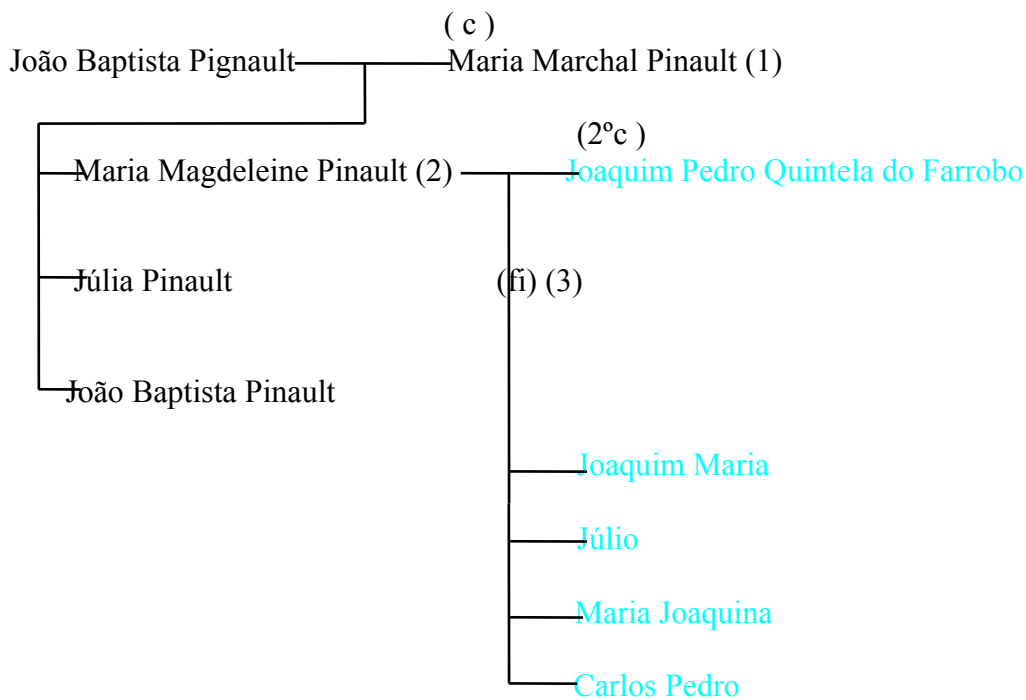 ( c )
João Baptista Pignault Maria Marchal Pinault (1)
(2ºc )
Maria Magdeleine Pinault (2) Joaquim Pedro Quintela do Farrobo
Júlia Pinault (fi) (3)
João Baptista Pinault
Joaquim Maria
Júlio
Maria Joaquina
Carlos Pedro